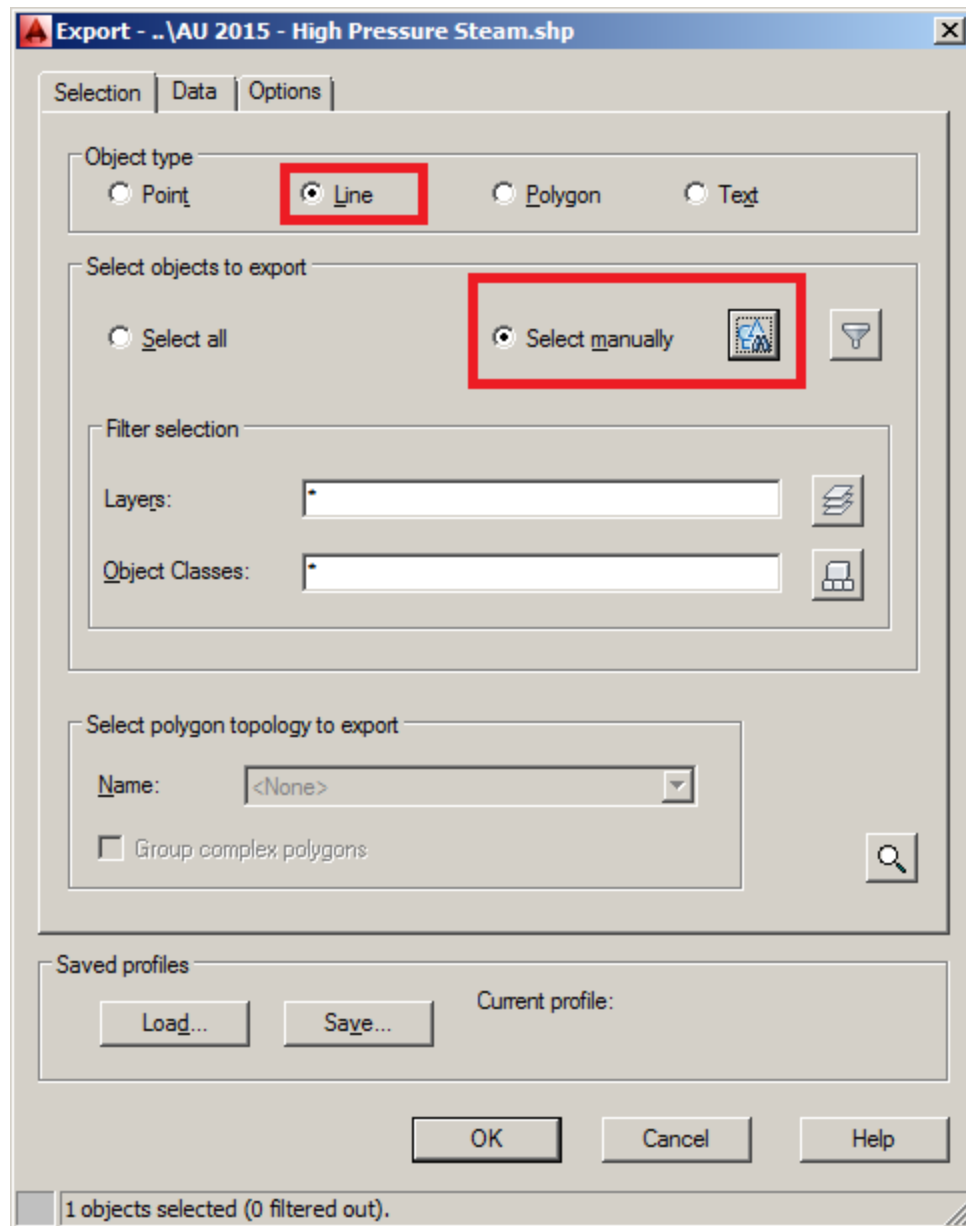 Export - ..\AU 2015 - High Pressure Steam.shp
Selection Data Options
Object type
Point Line Polygon Text
Select objects to export
Select all Select manually
Filter selection
Layers: *
Object Classes: *
Select polygon topology to export
Name: <None>
Group complex polygons
Saved profiles
Load... Save... Current profile:
OK Cancel Help
1 objects selected (0 filtered out).